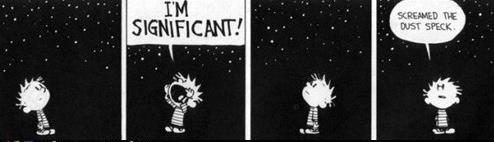 I'M
SIGNIFICANT!
SCREAMED THE
DUST SPECK.